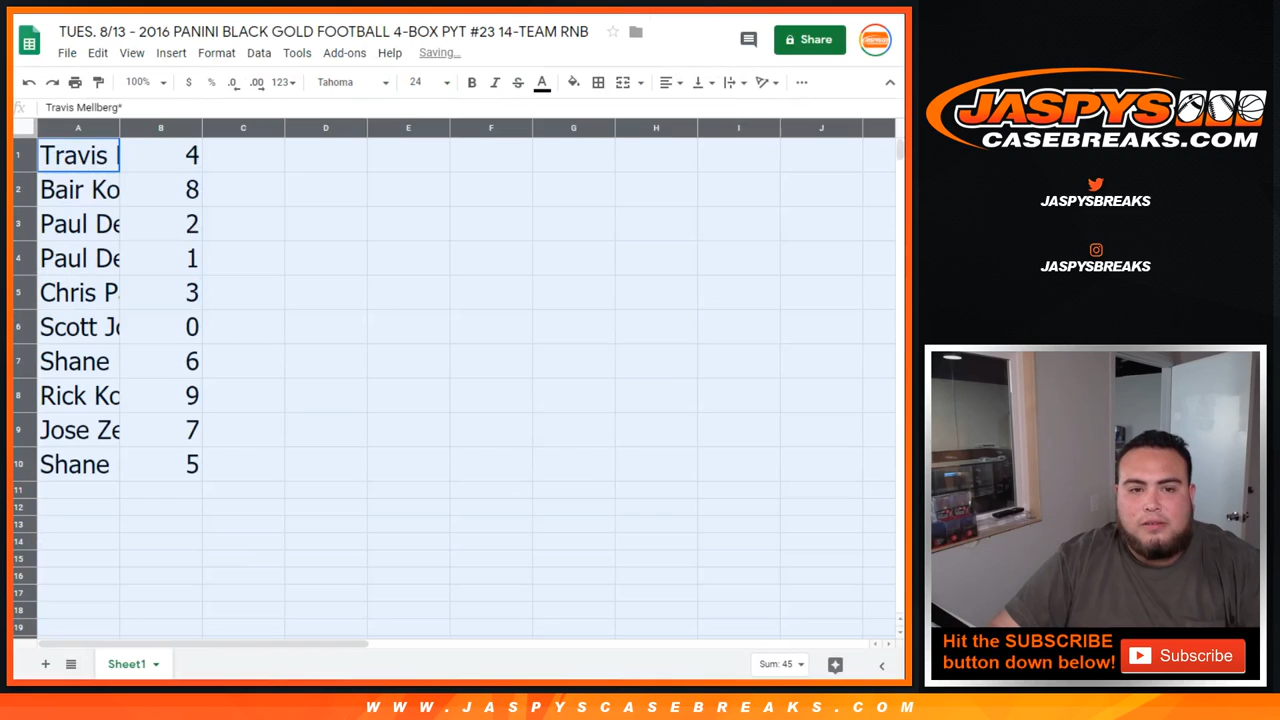 TUES. 8/13 - 2016 PANINI BLACK GOLD FOOTBALL 4-BOX PYT #23 14-TEAM RNB
Share
File Edit View Insert Format Data Tools Add-ons Help Saving...
100% $ % .0 .00 123 Tahoma 24 B I S A
fx Travis Mellberg*
A B C D E F G H I J
1 Travis 4
2 Bair Ko 8
3 Paul De 2
4 Paul De 1
5 Chris P 3
6 Scott Jo 0
7 Shane 6
8 Rick Ko 9
9 Jose Ze 7
10 Shane 5
11
12
13
14
15
16
17
18
19
Sheet1
Sum: 45
JASPYS
CASEBREAKS.COM
JASPYSBREAKS
JASPYSBREAKS
Hit the SUBSCRIBE
button down below!
Subscribe
WWW.JASPYSCASEBREAKS.COM